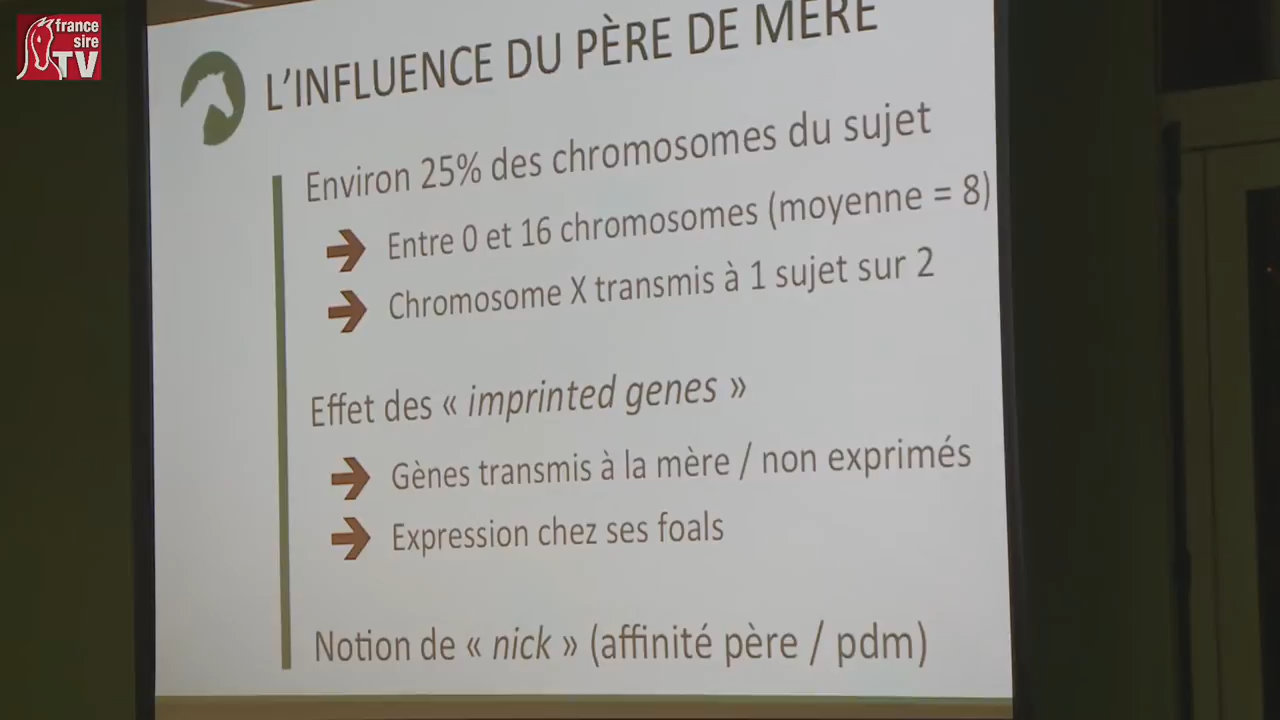 france
sire
TV
L'INFLUENCE DU PÈRE DE MÈRE
Environ 25% des chromosomes du sujet
Entre 0 et 16 chromosomes (moyenne = 8)
Chromosome X transmis à 1 sujet sur 2
Effet des « imprinted genes »
Gènes transmis à la mère / non exprimés
Expression chez ses foals
Notion de « nick » (affinité père / pdm)